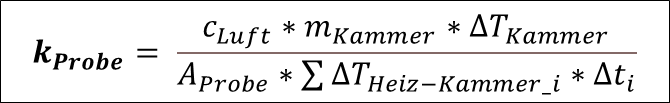 k_Probe = (c_Luft * m_Kammer * ΔT_Kammer) / (A_Probe * ∑ ΔT_Heiz−Kammer_i * Δt_i)